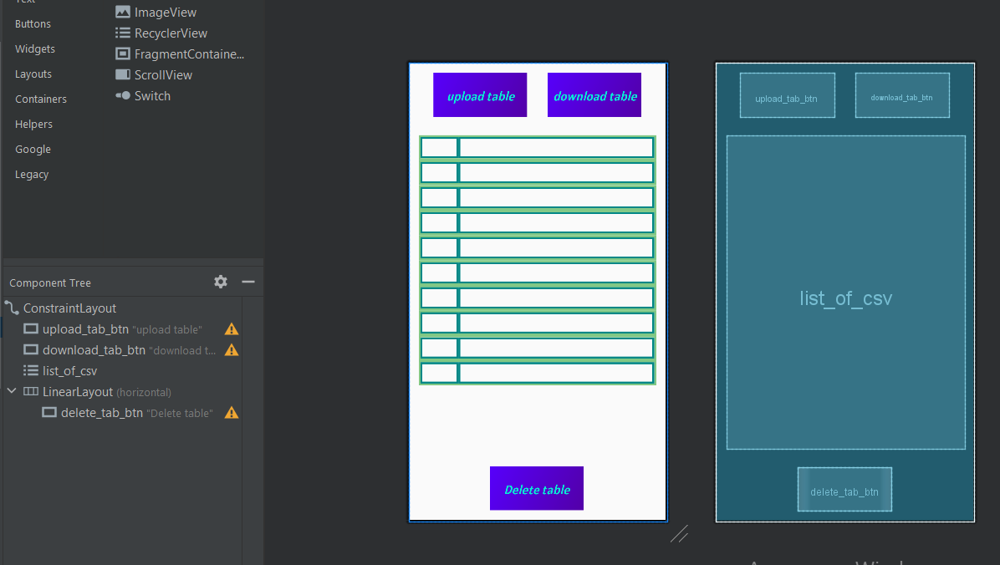 Text
Buttons
Widgets
Layouts
Containers
Helpers
Google
Legacy
ImageView
RecyclerView
FragmentContaine...
ScrollView
Switch
Component Tree
ConstraintLayout
upload_tab_btn "upload table"
download_tab_btn "download t...
list_of_csv
LinearLayout (horizontal)
delete_tab_btn "Delete table"
upload table
download table
Delete table
upload_tab_btn
download_tab_btn
list_of_csv
delete_tab_btn